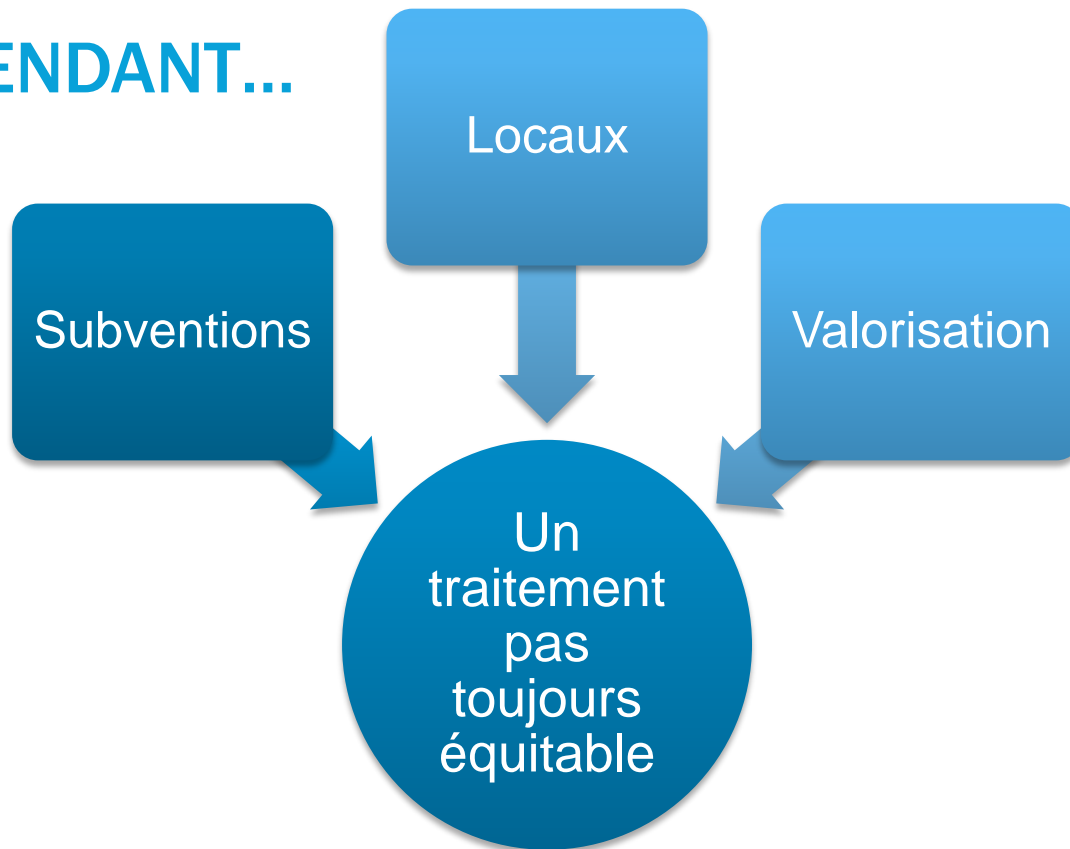 ENDANT...
Locaux
Subventions
Valorisation
Un
traitement
pas
toujours
équitable